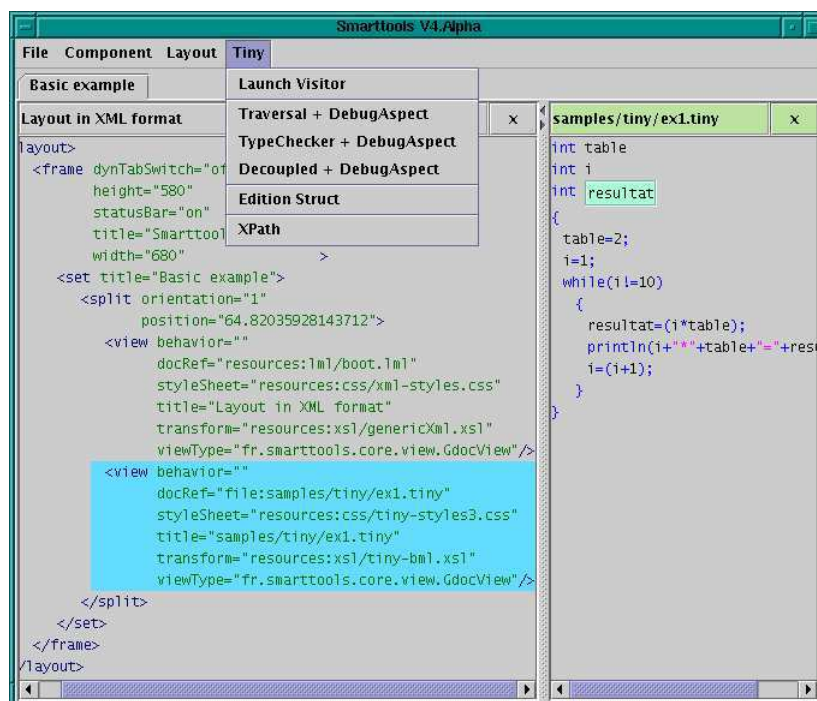 Smarttools V4.Alpha
File Component Layout Tiny
Basic example
Launch Visitor
Traversal + DebugAspect
TypeChecker + DebugAspect
Decoupled + DebugAspect
Edition Struct
XPath
Layout in XML format x
layout>
<frame dynTabSwitch="of
height="580"
statusBar="on"
title="Smarttool
width="680" >
<set title="Basic example">
<split orientation="1"
position="64.82035928143712">
<view behavior=""
docRef="resources:lml/boot.lml"
styleSheet="resources:css/xml-styles.css"
title="Layout in XML format"
transform="resources:xsl/genericXml.xsl"
viewType="fr.smarttools.core.view.GdocView"/>
<view behavior=""
docRef="file:samples/tiny/ex1.tiny"
styleSheet="resources:css/tiny-styles3.css"
title="samples/tiny/ex1.tiny"
transform="resources:xsl/tiny-bml.xsl"
viewType="fr.smarttools.core.view.GdocView"/>
</split>
</set>
</frame>
/layout>
samples/tiny/ex1.tiny x
int table
int i
int resultat
{
table=2;
i=1;
while(i!=10)
{
resultat=(i*table);
println(i+"*"+table+"="+resu
i=(i+1);
}
}